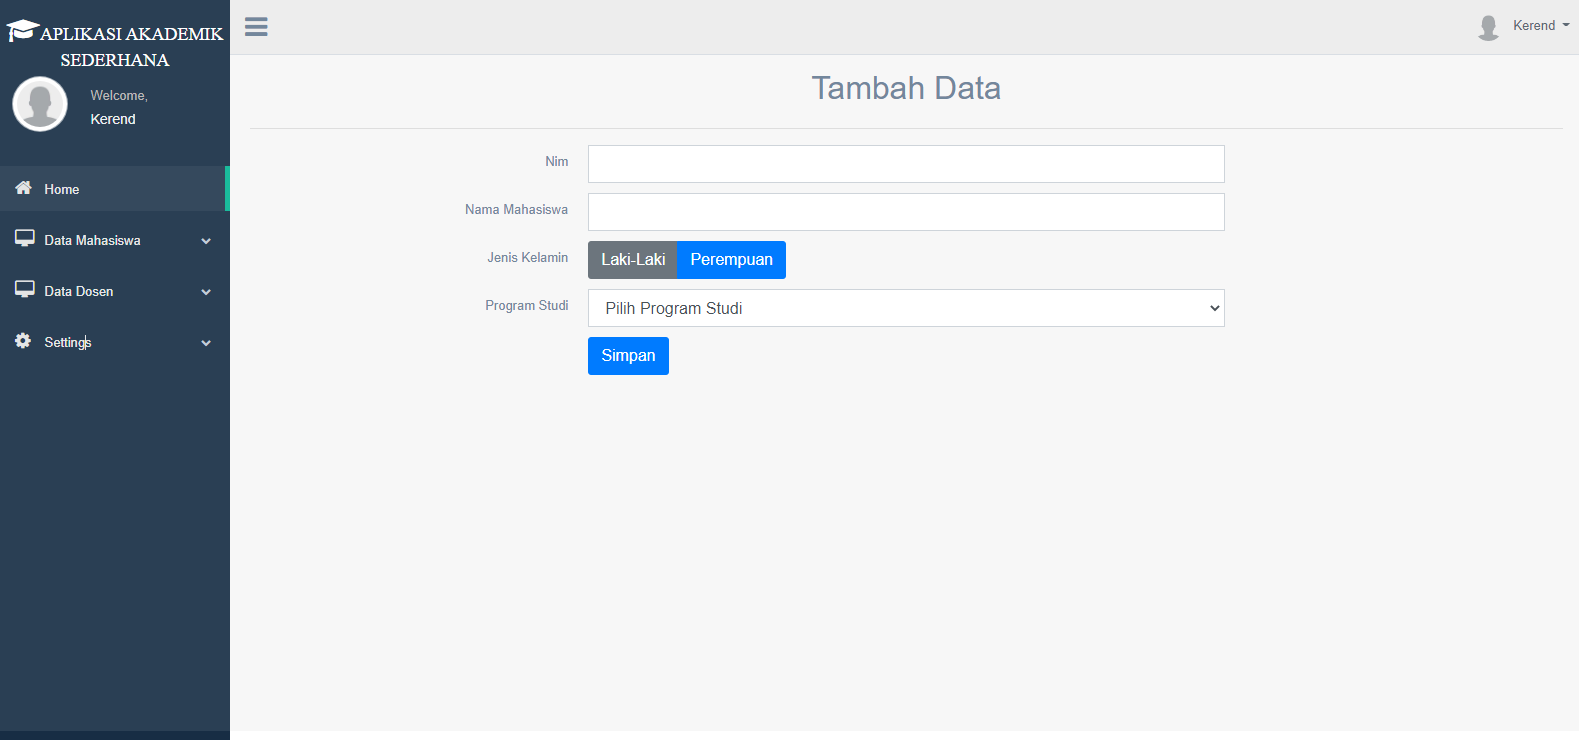 APLIKASI AKADEMIK
SEDERHANA
Welcome,
Kerend
Home
Data Mahasiswa
Data Dosen
Settings
Kerend
Tambah Data
Nim
Nama Mahasiswa
Jenis Kelamin
Laki-Laki Perempuan
Program Studi
Pilih Program Studi
Simpan